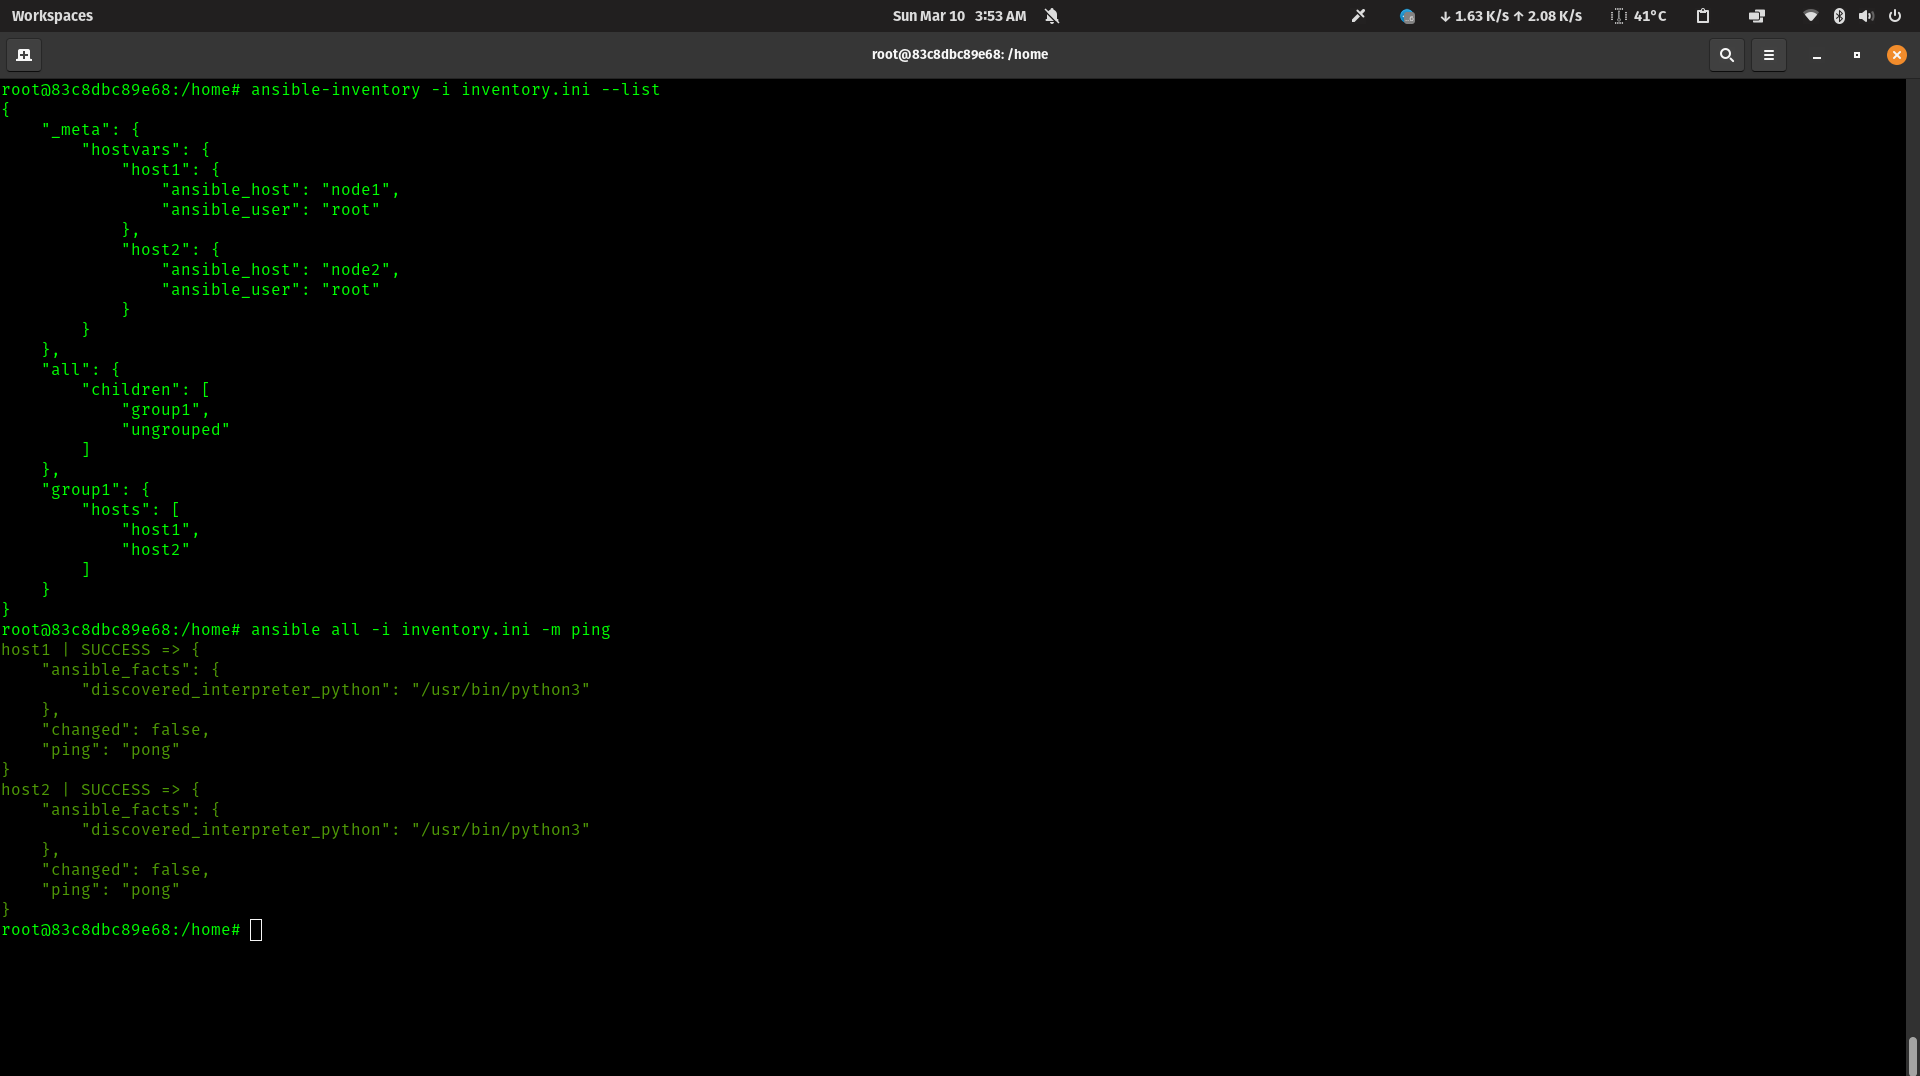 Workspaces
Sun Mar 10 3:53 AM
↓ 1.63 K/s ↑ 2.08 K/s
41°C
root@83c8dbc89e68: /home
root@83c8dbc89e68:/home# ansible-inventory -i inventory.ini --list
{
    "_meta": {
        "hostvars": {
            "host1": {
                "ansible_host": "node1",
                "ansible_user": "root"
            },
            "host2": {
                "ansible_host": "node2",
                "ansible_user": "root"
            }
        }
    },
    "all": {
        "children": [
            "group1",
            "ungrouped"
        ]
    },
    "group1": {
        "hosts": [
            "host1",
            "host2"
        ]
    }
}
root@83c8dbc89e68:/home# ansible all -i inventory.ini -m ping
host1 | SUCCESS => {
    "ansible_facts": {
        "discovered_interpreter_python": "/usr/bin/python3"
    },
    "changed": false,
    "ping": "pong"
}
host2 | SUCCESS => {
    "ansible_facts": {
        "discovered_interpreter_python": "/usr/bin/python3"
    },
    "changed": false,
    "ping": "pong"
}
root@83c8dbc89e68:/home#